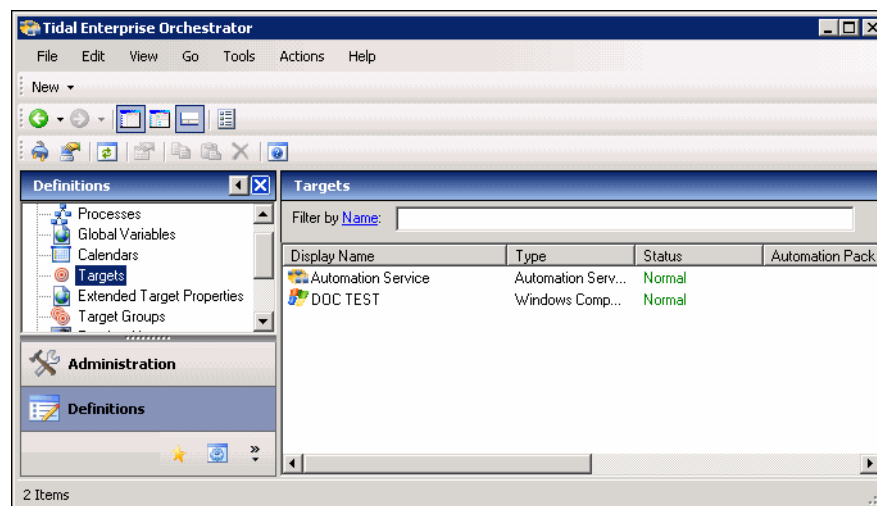 Tidal Enterprise Orchestrator
File Edit View Go Tools Actions Help
New
Definitions
Processes
Global Variables
Calendars
Targets
Extended Target Properties
Target Groups
Administration
Definitions
Targets
Filter by Name:
Display Name Type Status Automation Pack
Automation Service Automation Serv... Normal
DOC TEST Windows Comp... Normal
2 Items